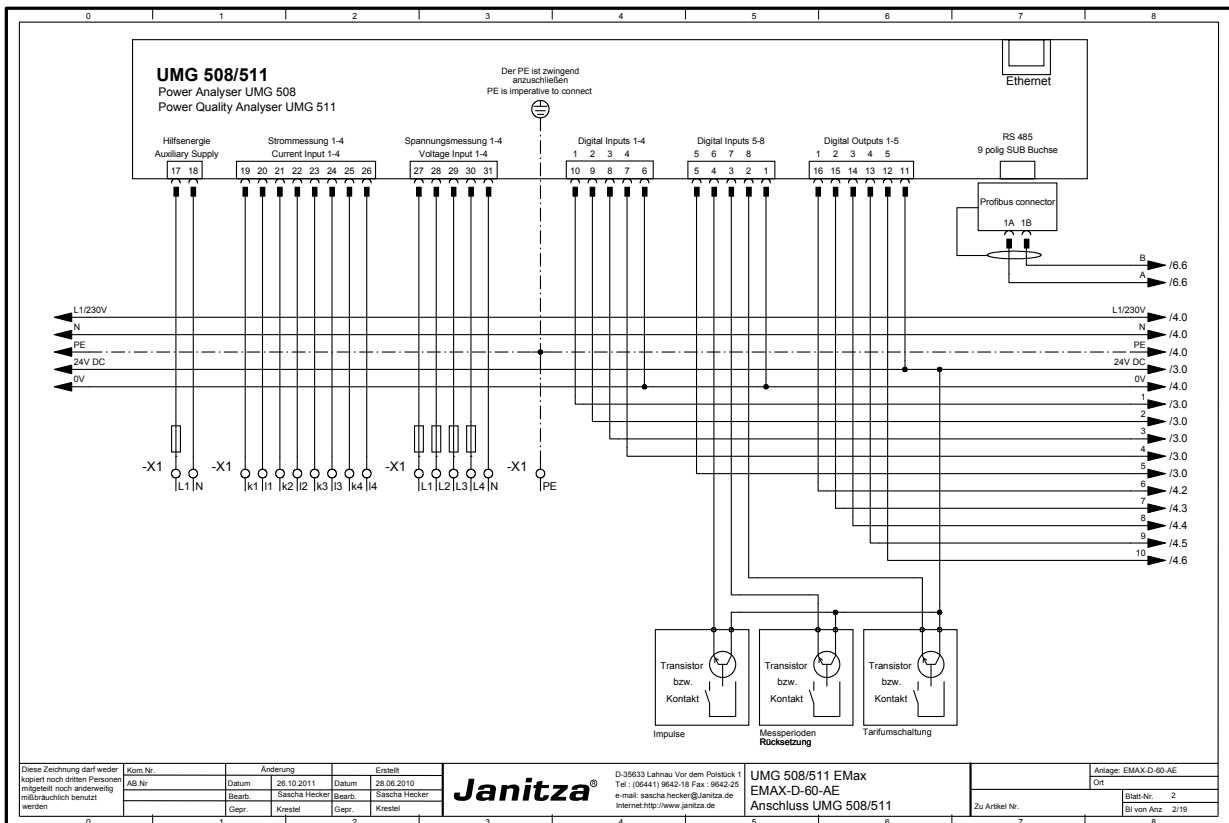 0 1 2 3 4 5 6 7 8
UMG 508/511
Power Analyser UMG 508
Power Quality Analyser UMG 511
Der PE ist zwingend
anzuschließen
PE is imperative to connect
Ethernet
Hilfsenergie
Auxiliary Supply
Strommessung 1-4
Current Input 1-4
Spannungsmessung 1-4
Voltage Input 1-4
Digital Inputs 1-4
Digital Inputs 5-8
Digital Outputs 1-5
RS 485
9 polig SUB Buchse
1 2 3 4
5 6 7 8
1 2 3 4 5
17 18
19 20 21 22 23 24 25 26
27 28 29 30 31
10 9 8 7 6
5 4 3 2 1
16 15 14 13 12 11
Profibus connector
1A 1B
B /6.6
A /6.6
L1/230V L1/230V /4.0
N N /4.0
PE PE /4.0
24V DC 24V DC /3.0
0V 0V /4.0
1 /3.0
2 /3.0
3 /3.0
4 /3.0
5 /3.0
6 /4.2
7 /4.3
8 /4.4
9 /4.5
10 /4.6
-X1 -X1 -X1 -X1
L1 N
k1 l1 k2 l2 k3 l3 k4 l4
L1 L2 L3 L4 N
PE
Transistor
bzw.
Kontakt
Transistor
bzw.
Kontakt
Transistor
bzw.
Kontakt
Impulse
Messperioden
Rücksetzung
Tarifumschaltung
Diese Zeichnung darf weder
kopiert noch dritten Personen
mitgeteilt noch anderweitig
mißbräuchlich benutzt
werden
Kom.Nr.
AB.Nr
Änderung Erstellt
Datum 26.10.2011 Datum 28.06.2010
Bearb. Sascha Hecker Bearb. Sascha Hecker
Gepr. Krestel Gepr. Krestel
Janitza®
D-35633 Lahnau Vor dem Polstück 1
Tel : (06441) 9642-18 Fax : 9642-25
e-mail: sascha.hecker@Janitza.de
Internet:http://www.janitza.de
UMG 508/511 EMax
EMAX-D-60-AE
Anschluss UMG 508/511
Zu Artikel Nr.
Anlage: EMAX-D-60-AE
Ort
Blatt-Nr. 2
Bl von Anz 2/19
0 1 2 3 4 5 6 7 8